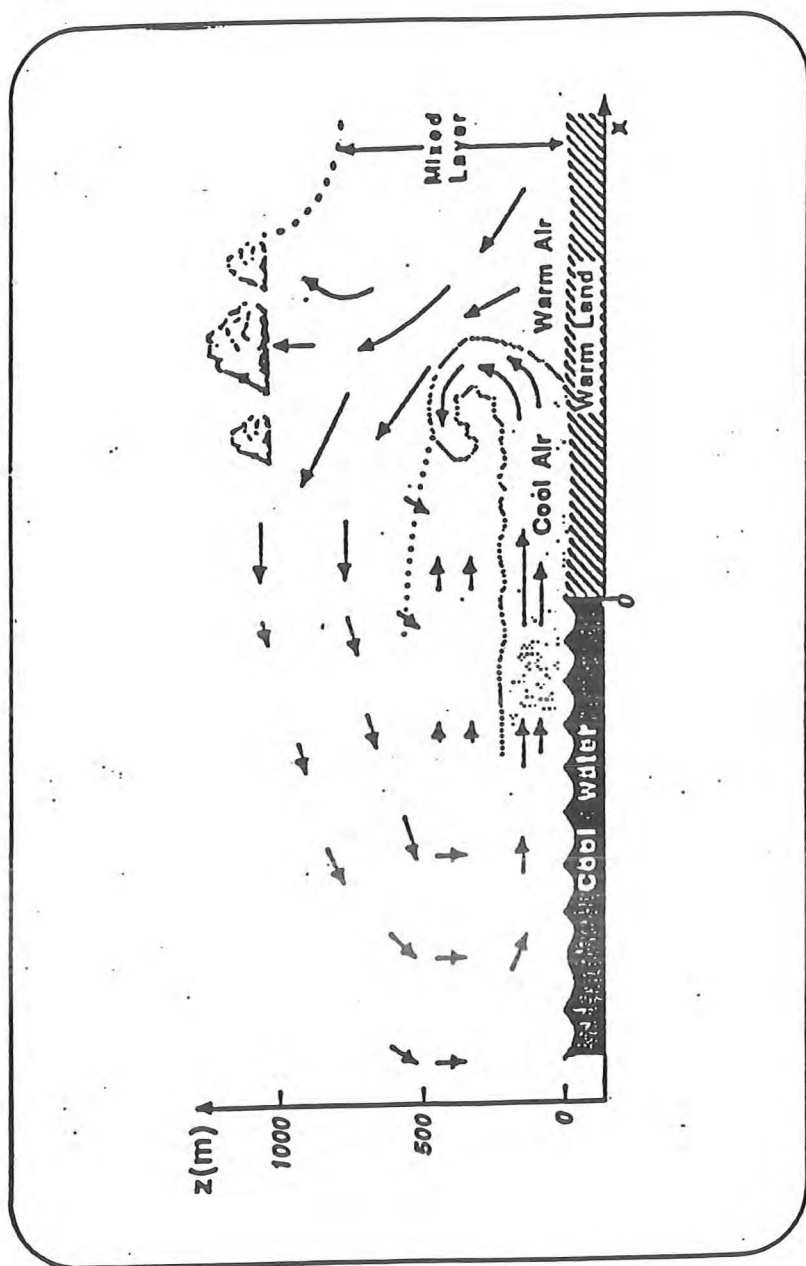 z(m)
1000
500
0
Mixed
Layer
Warm Air
Cool Air
Warm Land
Cool Water
0
x